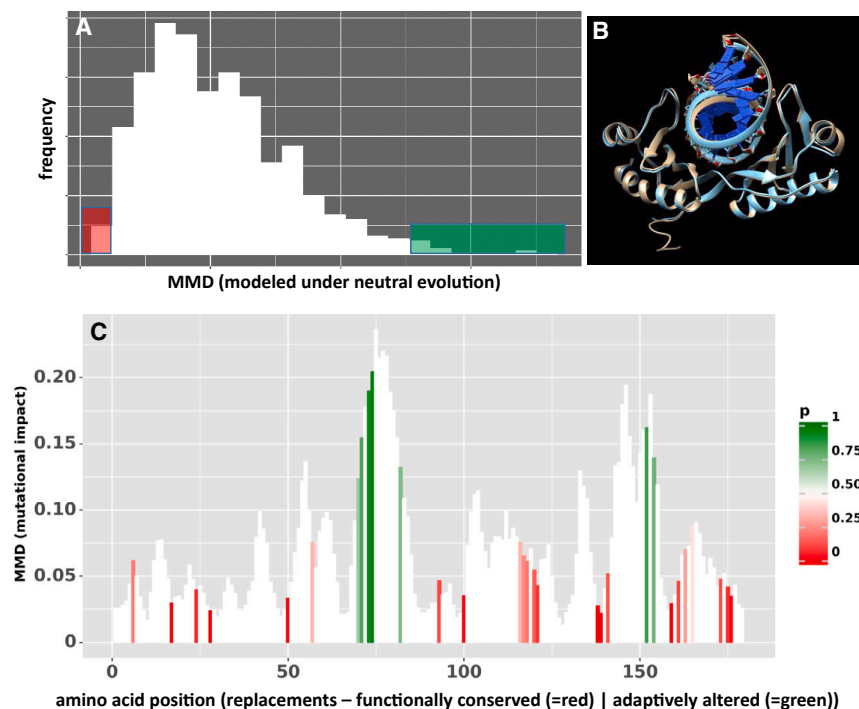 A
B
frequency
MMD (modeled under neutral evolution)
C
MMD (mutational impact)
0.20
0.15
0.10
0.05
0
0
50
100
150
p
1
0.75
0.50
0.25
0
amino acid position (replacements – functionally conserved (=red) | adaptively altered (=green))